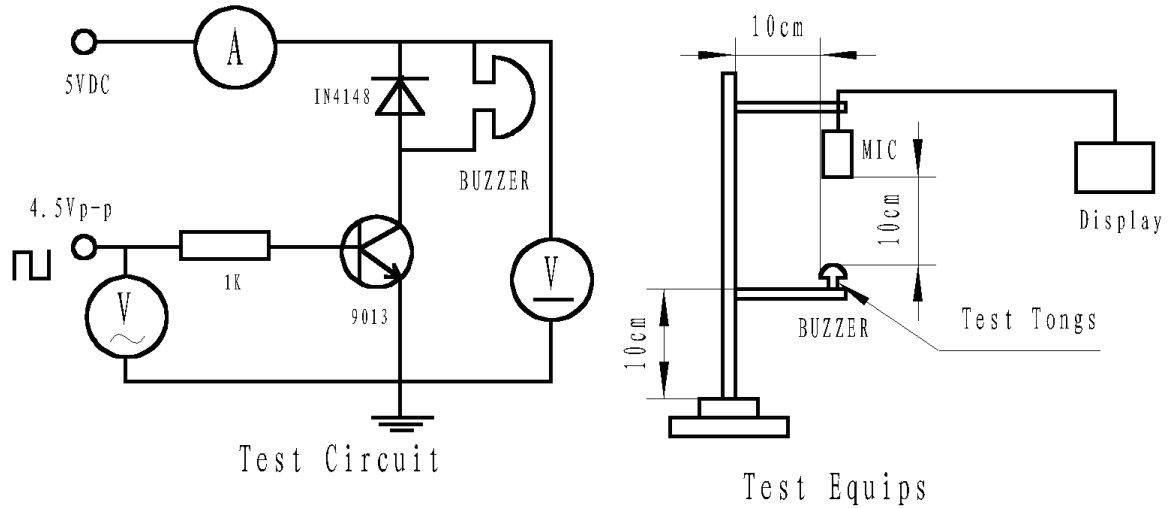 A
5VDC
IN4148
BUZZER
4.5Vp-p
1K
9013
V
V
Test Circuit
10cm
MIC
Display
10cm
BUZZER
Test Tongs
10cm
Test Equips